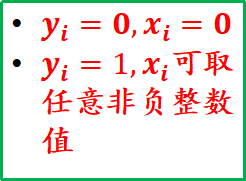 • 𝒚ᵢ = 𝟎, 𝒙ᵢ = 𝟎
• 𝒚ᵢ = 1, 𝒙ᵢ可取
任意非负整数
值